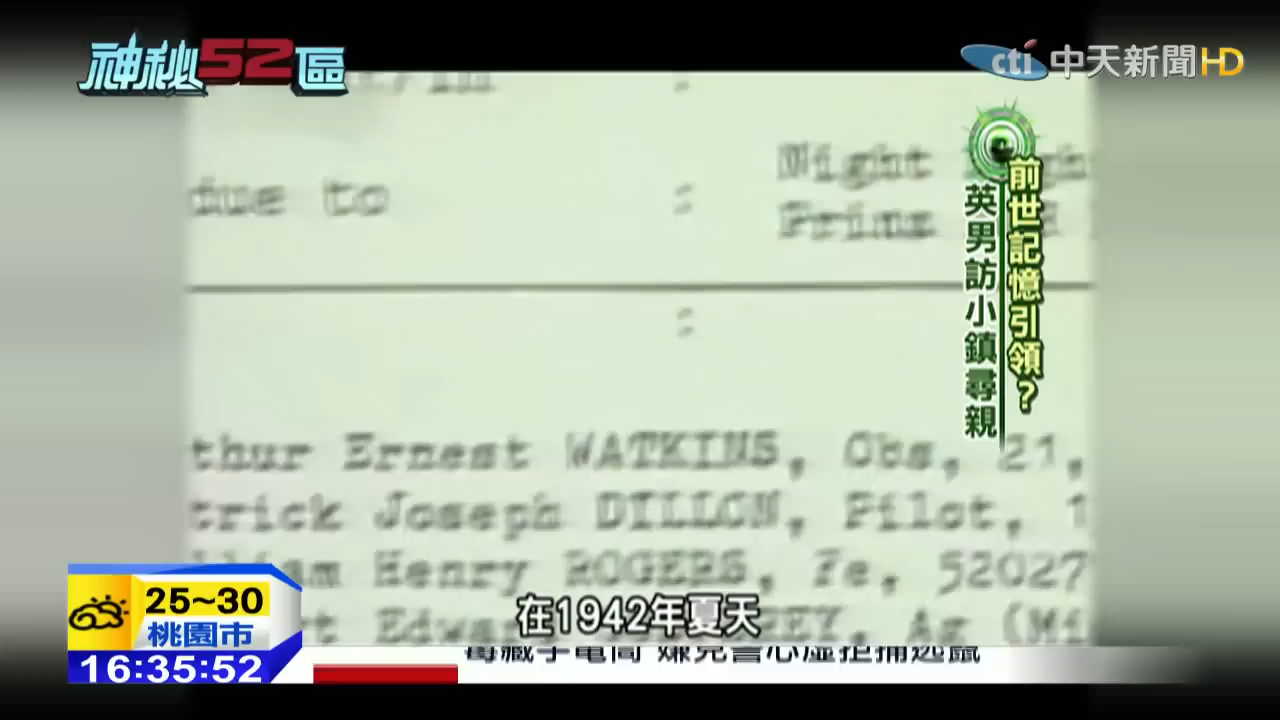 神秘52區
cti 中天新聞HD
前世記憶引領?
英男訪小鎮尋親
due to : Night
:
thur Ernest WATKINS, Obs, 21,
trick Joseph DILLON, Pilot, 1
lliam Henry ROGERS, 52027
rt Edwar
在1942年夏天
25~30
桃園市
16:35:52